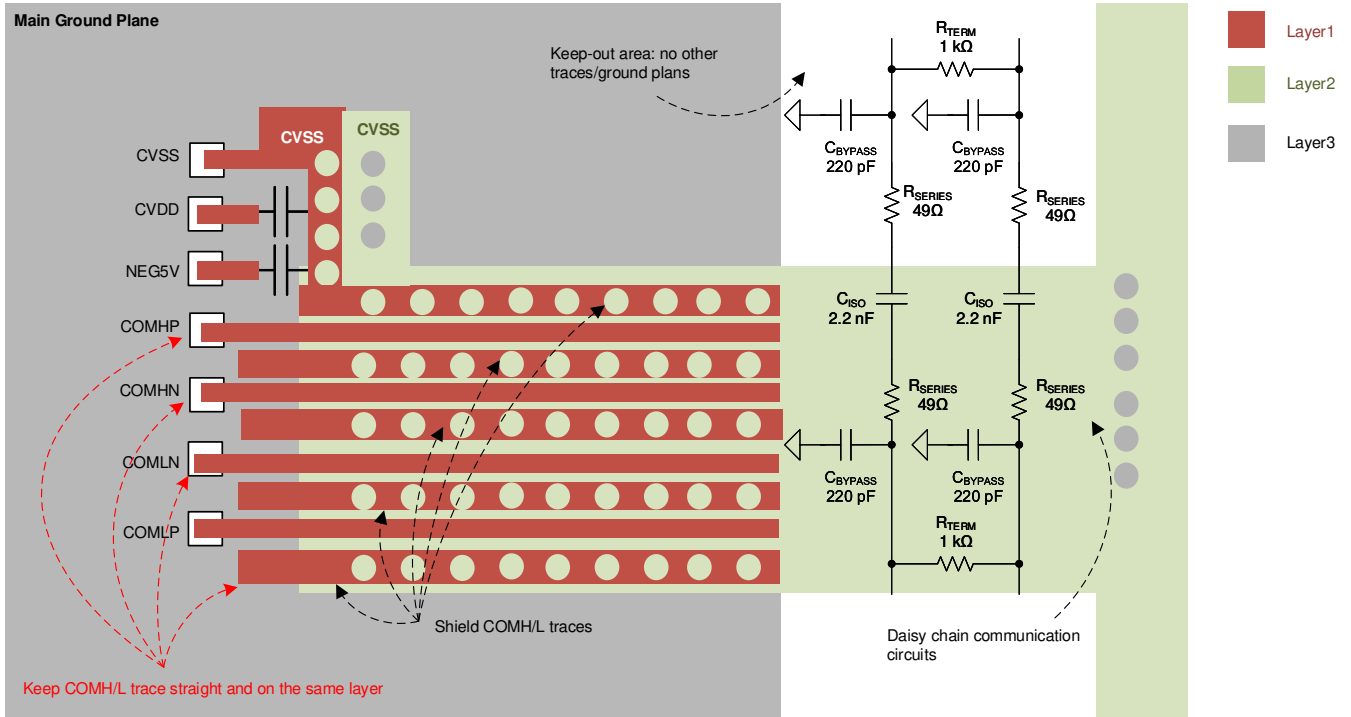 Main Ground Plane
Keep-out area: no other
traces/ground plans
RTERM
1 kΩ
Layer1
Layer2
Layer3
CBYPASS
220 pF
CBYPASS
220 pF
CVSS
CVSS
CVSS
CVDD
NEG5V
COMHP
COMHN
COMLN
COMLP
RSERIES
49Ω
RSERIES
49Ω
CISO
2.2 nF
CISO
2.2 nF
RSERIES
49Ω
RSERIES
49Ω
CBYPASS
220 pF
CBYPASS
220 pF
RTERM
1 kΩ
Shield COMH/L traces
Daisy chain communication
circuits
Keep COMH/L trace straight and on the same layer